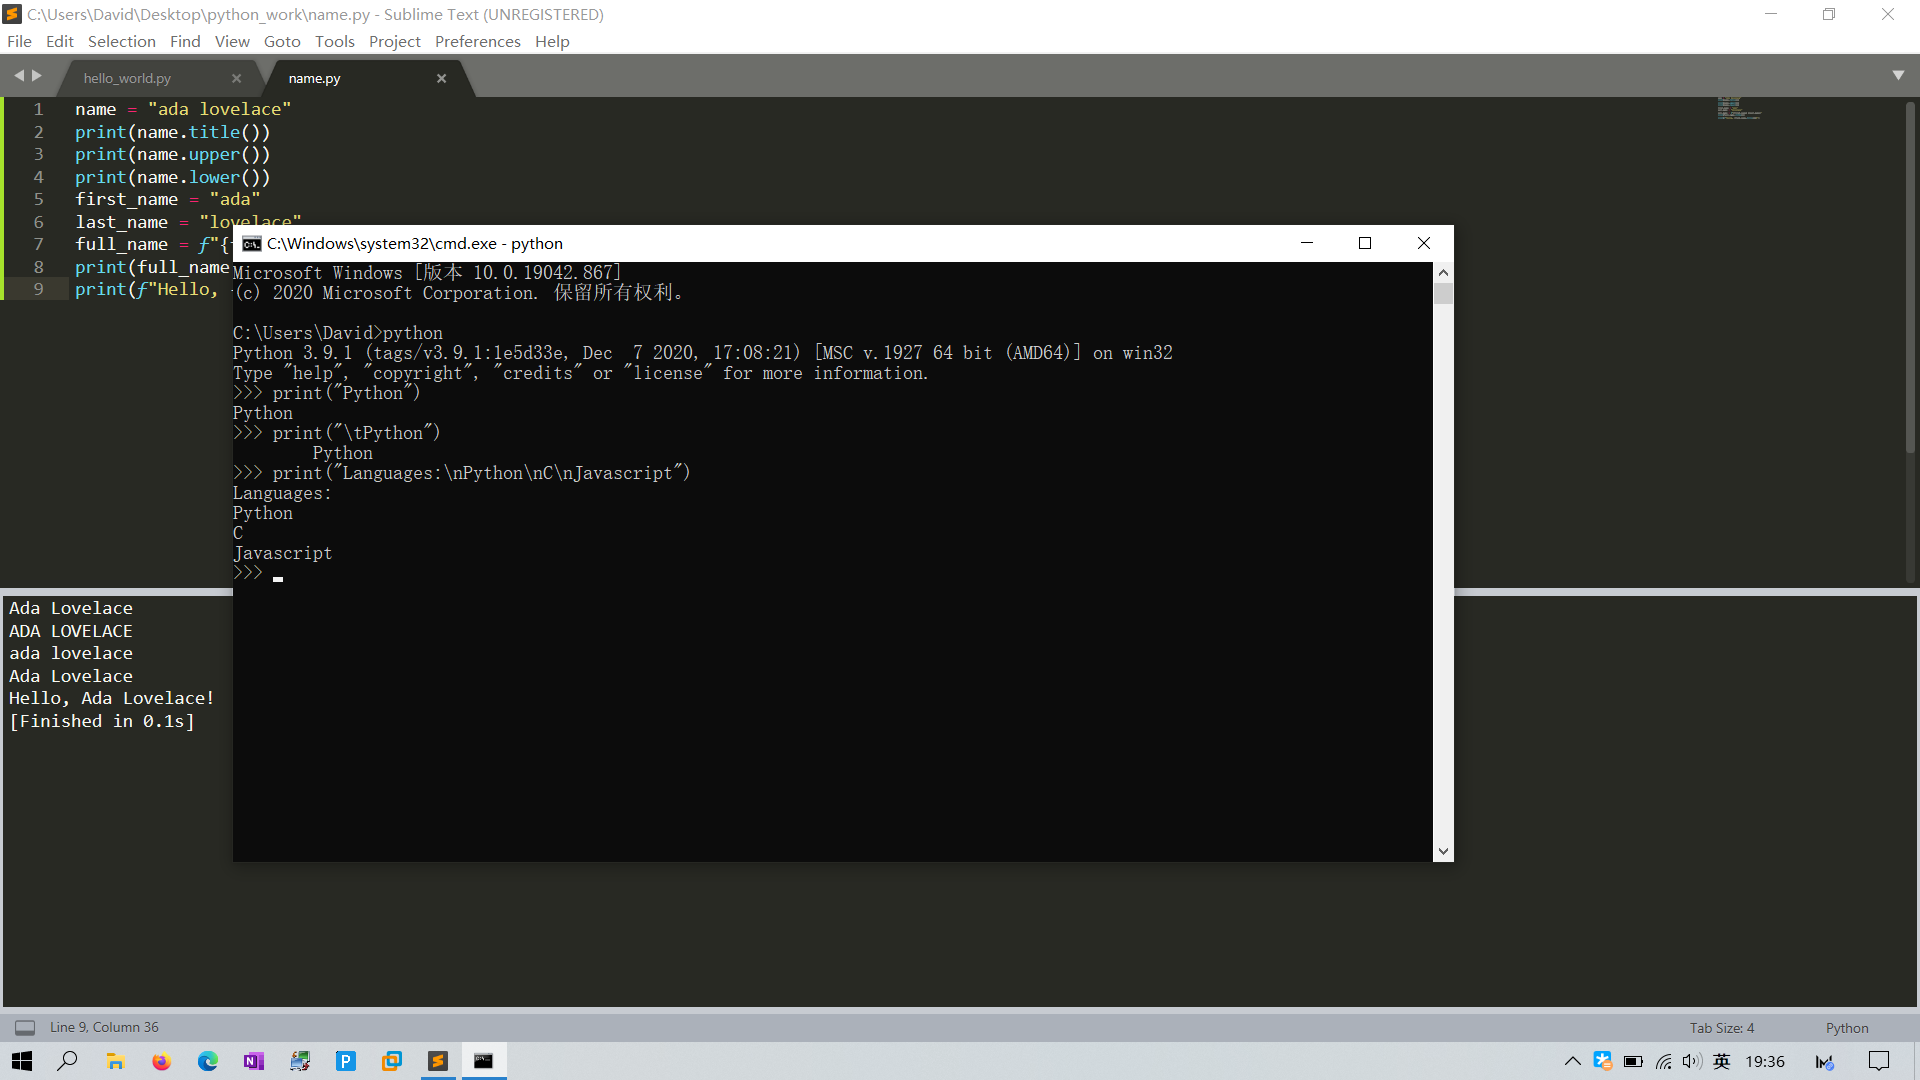 C:\Users\David\Desktop\python_work\name.py - Sublime Text (UNREGISTERED)
File Edit Selection Find View Goto Tools Project Preferences Help
hello_world.py name.py
1 name = "ada lovelace"
2 print(name.title())
3 print(name.upper())
4 print(name.lower())
5 first_name = "ada"
6 last_name = "lovelace"
7 full_name = f"{
8 print(full_name
9 print(f"Hello,
C:\Windows\system32\cmd.exe - python
Microsoft Windows [版本 10.0.19042.867]
(c) 2020 Microsoft Corporation. 保留所有权利。
C:\Users\David>python
Python 3.9.1 (tags/v3.9.1:1e5d33e, Dec  7 2020, 17:08:21) [MSC v.1927 64 bit (AMD64)] on win32
Type "help", "copyright", "credits" or "license" for more information.
>>> print("Python")
Python
>>> print("\tPython")
        Python
>>> print("Languages:\nPython\nC\nJavascript")
Languages:
Python
C
Javascript
>>>
Ada Lovelace
ADA LOVELACE
ada lovelace
Ada Lovelace
Hello, Ada Lovelace!
[Finished in 0.1s]
Line 9, Column 36 Tab Size: 4 Python
英 19:36